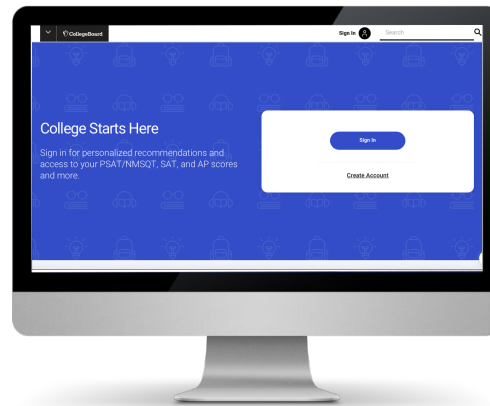 CollegeBoard
Sign In
Search
College Starts Here
Sign in for personalized recommendations and
access to your PSAT/NMSQT, SAT, and AP scores
and more.
Sign In
Create Account